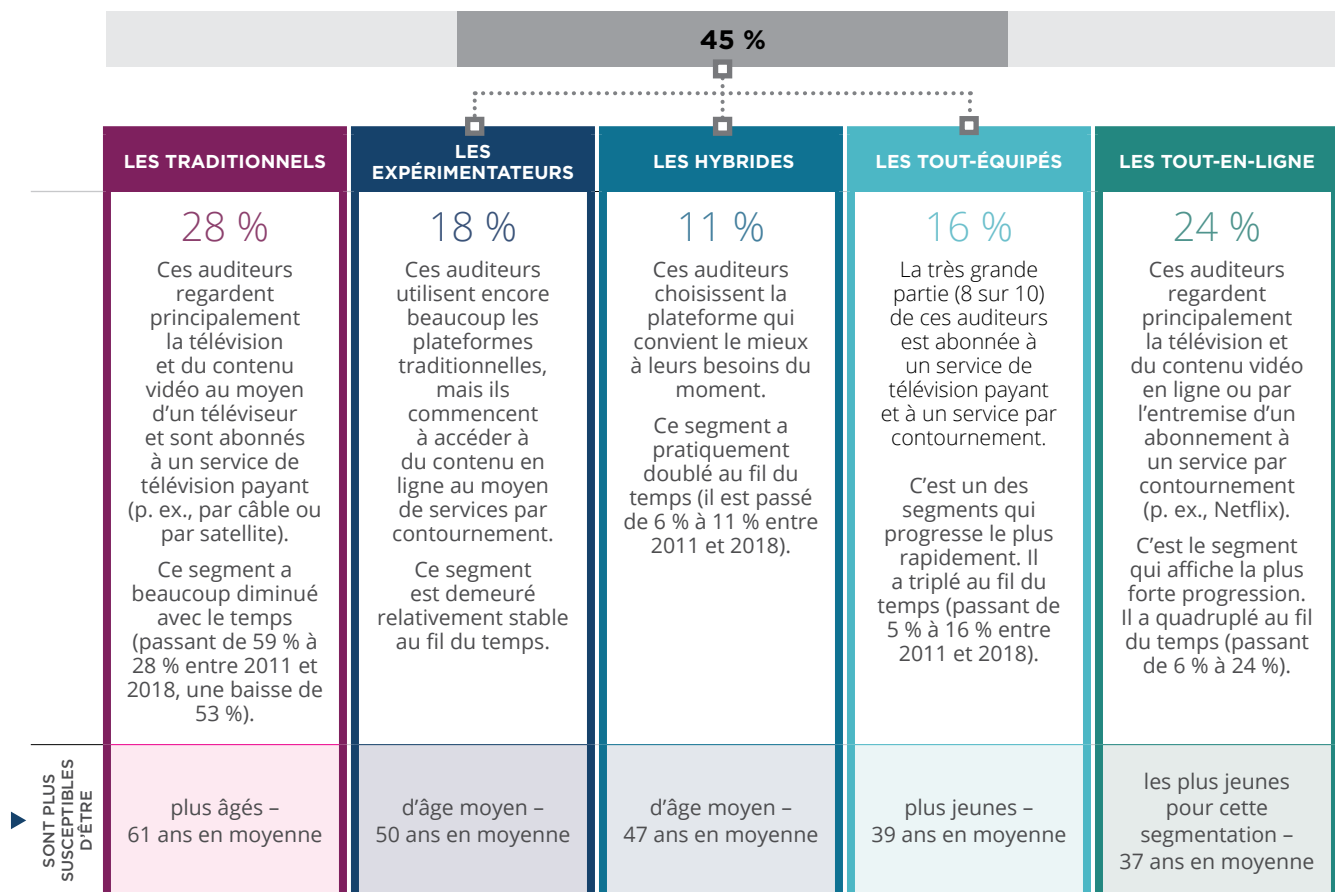 45 %
LES TRADITIONNELS
28 %
Ces auditeurs
regardent
principalement
la télévision
et du contenu
vidéo au moyen
d’un téléviseur
et sont abonnés
à un service de
télévision payant
(p. ex., par câble ou
par satellite).
Ce segment a
beaucoup diminué
avec le temps
(passant de 59 % à
28 % entre 2011 et
2018, une baisse de
53 %).
LES
EXPÉRIMENTATEURS
18 %
Ces auditeurs
utilisent encore
beaucoup les
plateformes
traditionnelles,
mais ils
commencent
à accéder à
du contenu en
ligne au moyen
de services par
contournement.
Ce segment
est demeuré
relativement stable
au fil du temps.
LES HYBRIDES
11 %
Ces auditeurs
choisissent la
plateforme qui
convient le mieux
à leurs besoins du
moment.
Ce segment a
pratiquement
doublé au fil du
temps (il est passé
de 6 % à 11 % entre
2011 et 2018).
LES TOUT-ÉQUIPÉS
16 %
La très grande
partie (8 sur 10)
de ces auditeurs
est abonnée à
un service de
télévision payant
et à un service par
contournement.
C’est un des
segments qui
progresse le plus
rapidement. Il
a triplé au fil du
temps (passant de
5 % à 16 % entre
2011 et 2018).
LES TOUT-EN-LIGNE
24 %
Ces auditeurs
regardent
principalement
la télévision et
du contenu vidéo
en ligne ou par
l’entremise d’un
abonnement à
un service par
contournement
(p. ex., Netflix).
C’est le segment
qui affiche la plus
forte progression.
Il a quadruplé au fil
du temps (passant
de 6 % à 24 %).
SONT PLUS
SUSCEPTIBLES
D’ÊTRE
plus âgés –
61 ans en moyenne
d’âge moyen –
50 ans en moyenne
d’âge moyen –
47 ans en moyenne
plus jeunes –
39 ans en moyenne
les plus jeunes
pour cette
segmentation –
37 ans en moyenne